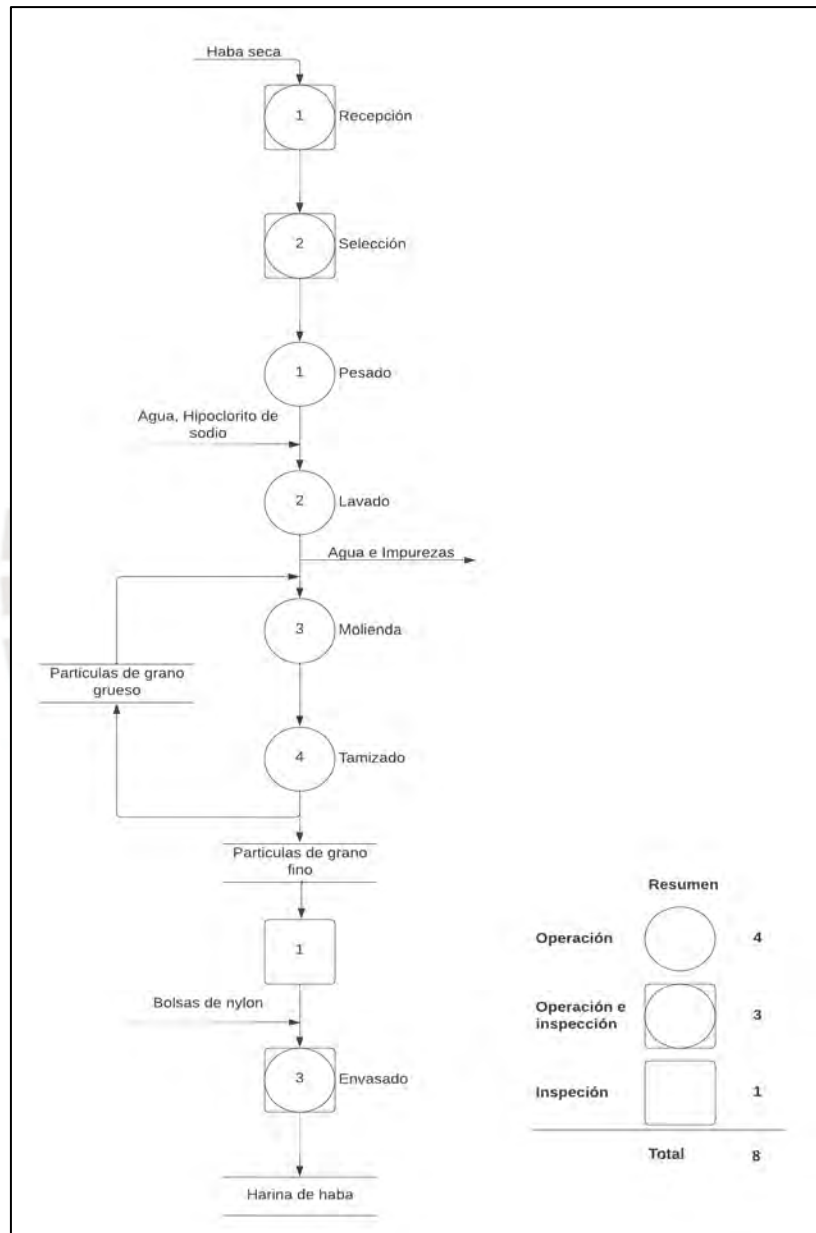 Haba seca
1
Recepción
2
Selección
1
Pesado
Agua, Hipoclorito de
sodio
2
Lavado
Agua e Impurezas
3
Molienda
Partículas de grano
grueso
4
Tamizado
Particulas de grano
fino
1
Bolsas de nylon
3
Envasado
Harina de haba
Resumen
Operación
4
Operación e
inspección
3
Inspeción
1
Total
8